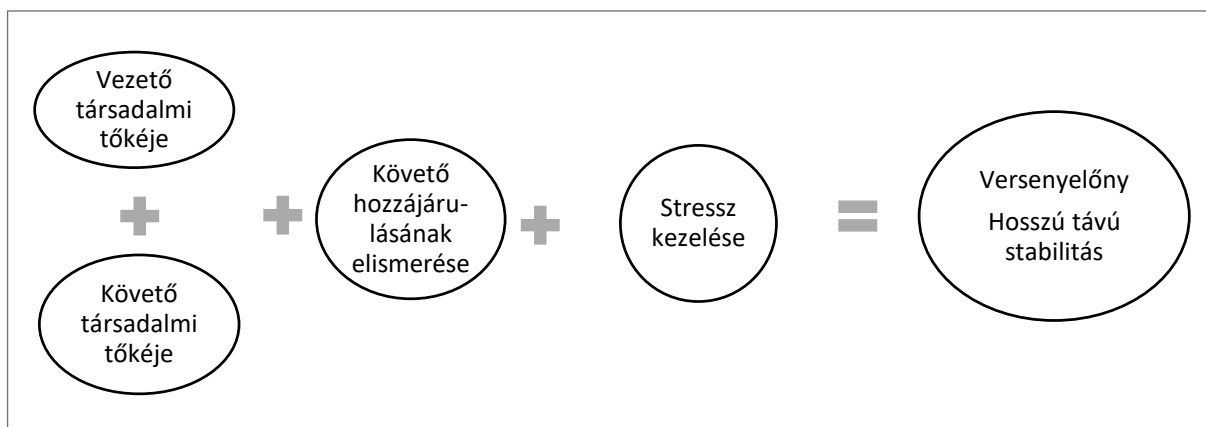 Vezető
társadalmi
tőkéje
+
Követő
társadalmi
tőkéje
+
Követő
hozzájáru-
lásának
elismerése
+
Stressz
kezelése
=
Versenyelőny
Hosszú távú
stabilitás